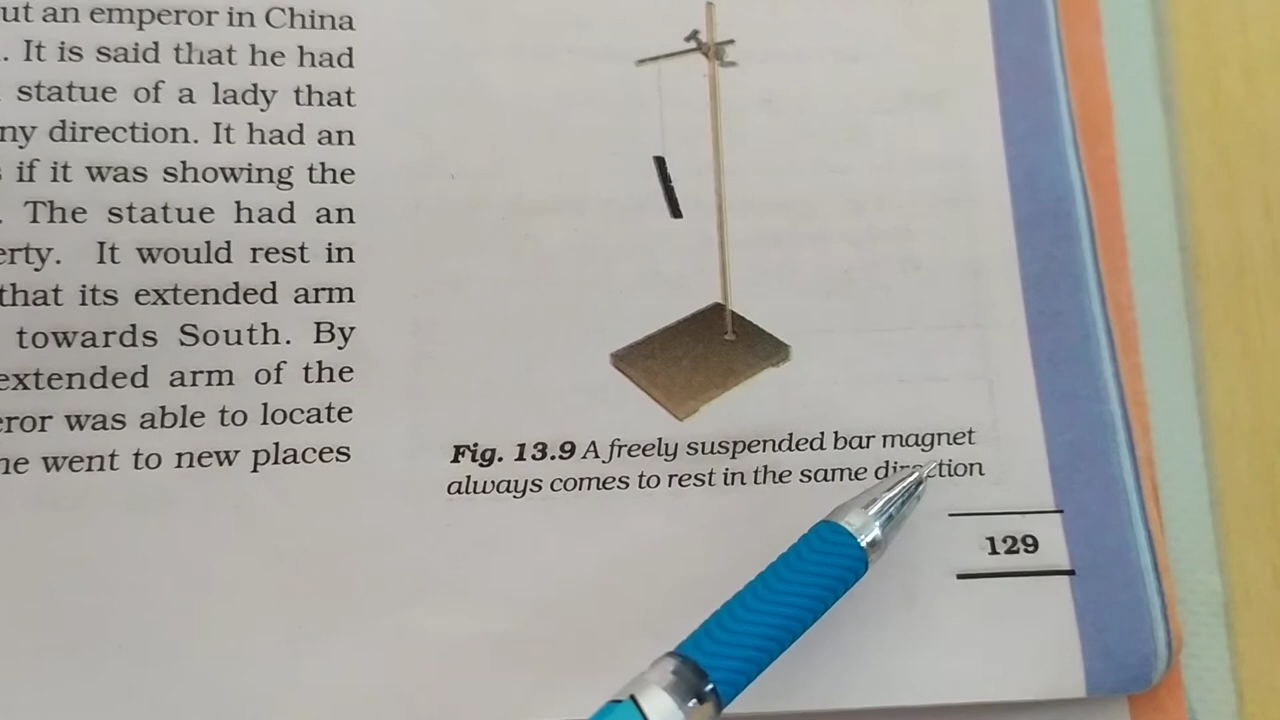 ut an emperor in China
. It is said that he had
statue of a lady that
ny direction. It had an
s if it was showing the
. The statue had an
erty. It would rest in
that its extended arm
towards South. By
extended arm of the
eror was able to locate
he went to new places
Fig. 13.9 A freely suspended bar magnet
always comes to rest in the same direction
129